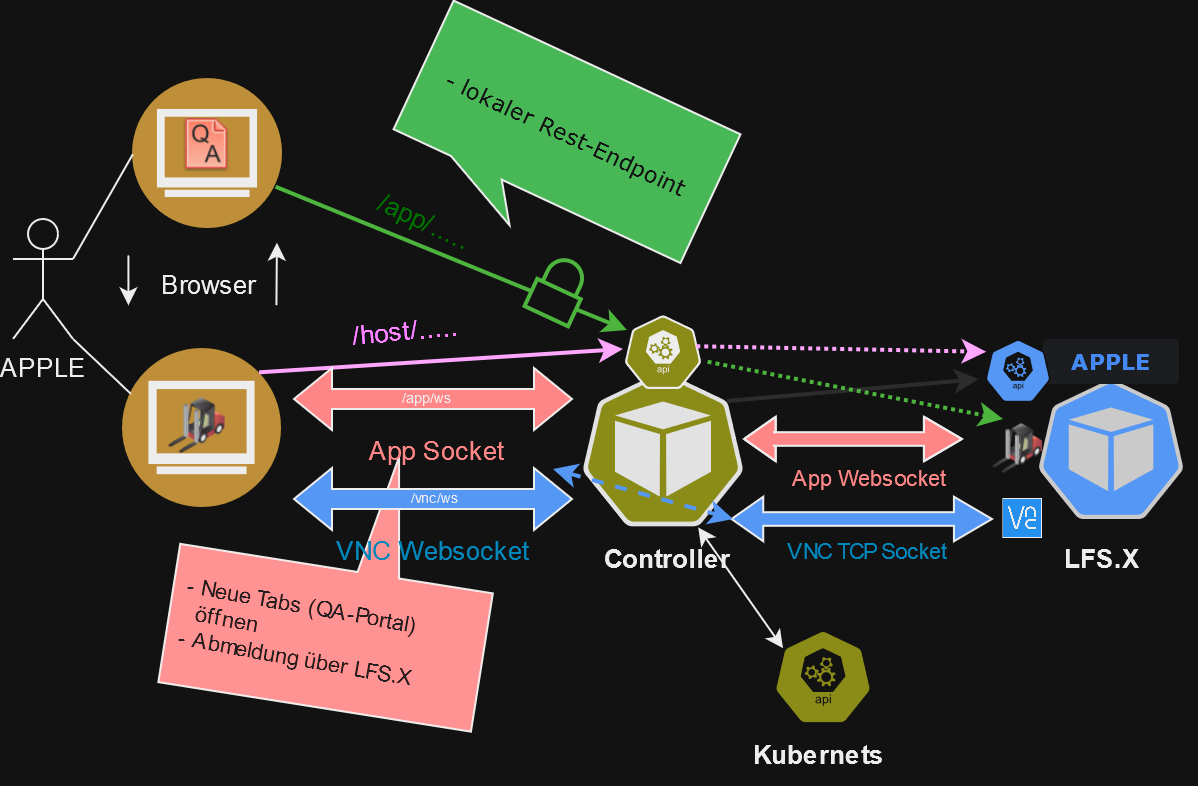 - lokaler Rest-Endpoint
Q
A
/app/.....
Browser
/host/.....
APPLE
api
api
APPLE
/app/ws
App Socket
App Websocket
/vnc/ws
VNC Websocket
VNC TCP Socket
VNC
Controller
LFS.X
- Neue Tabs (QA-Portal)
öffnen
- Abmeldung über LFS.X
api
Kubernets